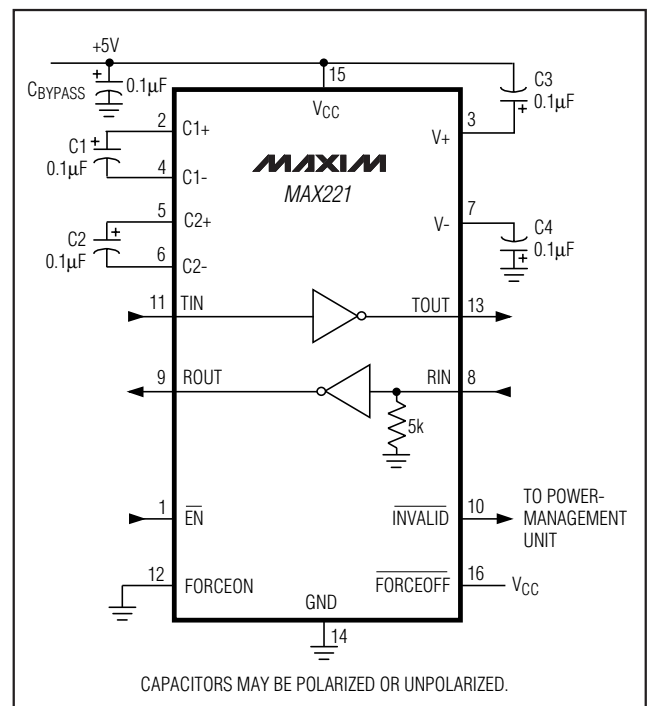 +5V
CBYPASS
0.1µF
15
VCC
C3
0.1µF
2
C1+
C1
0.1µF
4
C1-
3
V+
MAXIM
MAX221
5
C2+
C2
0.1µF
6
C2-
7
V-
C4
0.1µF
11 TIN
TOUT 13
9 ROUT
RIN 8
5k
1
EN
INVALID
10
TO POWER-
MANAGEMENT
UNIT
12
FORCEON
FORCEOFF
16
VCC
GND
14
CAPACITORS MAY BE POLARIZED OR UNPOLARIZED.